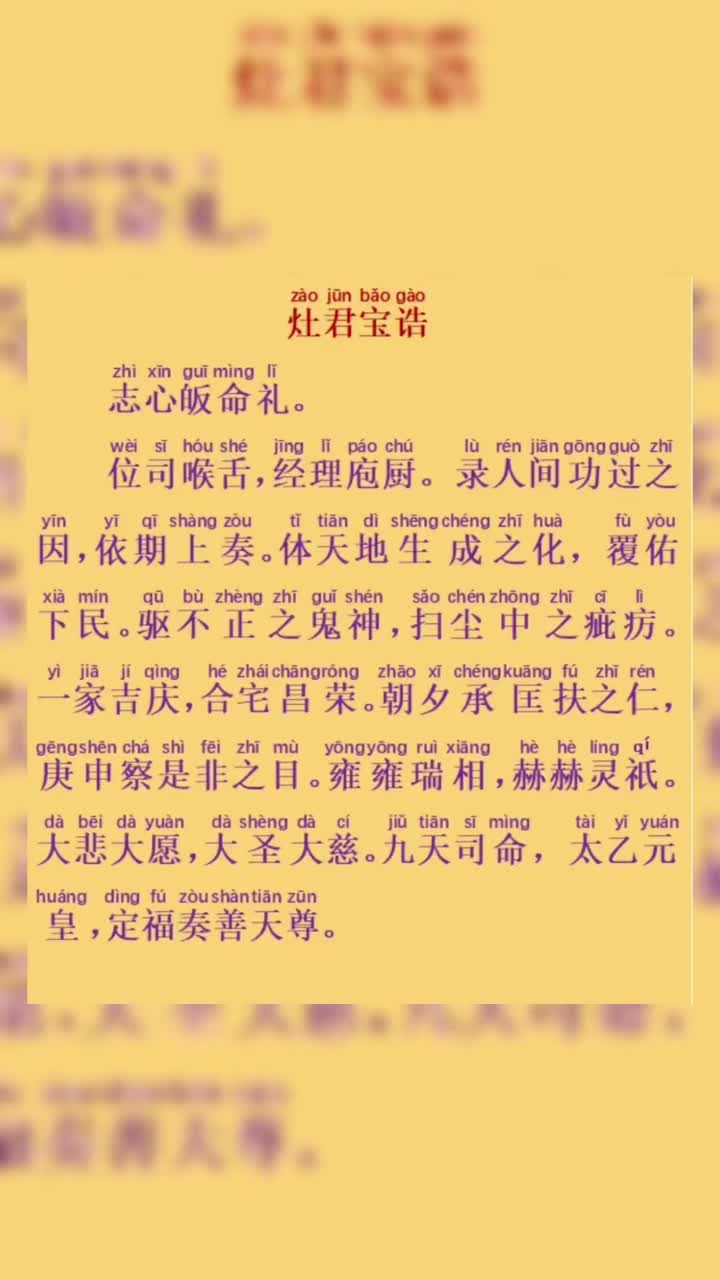 zào jūn bǎo gào
灶君宝诰
zhì xīn guī mìng lǐ
志心皈命礼。
wèi sī hóu shé jīng lǐ páo chú lù rén jiān gōng guò zhī
位司喉舌,经理庖厨。录人间功过之
yīn yī qī shàng zòu tǐ tiān dì shēng chéng zhī huà fù yòu
因,依期上奏。体天地生成之化,覆佑
xià mín qū bù zhèng zhī guǐ shén sǎo chén zhōng zhī cī lì
下民。驱不正之鬼神,扫尘中之疵疠。
yì jiā jí qìng hé zhái chāng róng zhāo xī chéng kuāng fú zhī rén
一家吉庆,合宅昌荣。朝夕承匡扶之仁,
gēng shēn chá shì fēi zhī mù yōng yōng ruì xiāng hè hè líng qí
庚申察是非之目。雍雍瑞相,赫赫灵祇。
dà bēi dà yuàn dà shèng dà cí jiǔ tiān sī mìng tài yǐ yuán
大悲大愿,大圣大慈。九天司命,太乙元
huáng dìng fú zòu shàn tiān zūn
皇,定福奏善天尊。